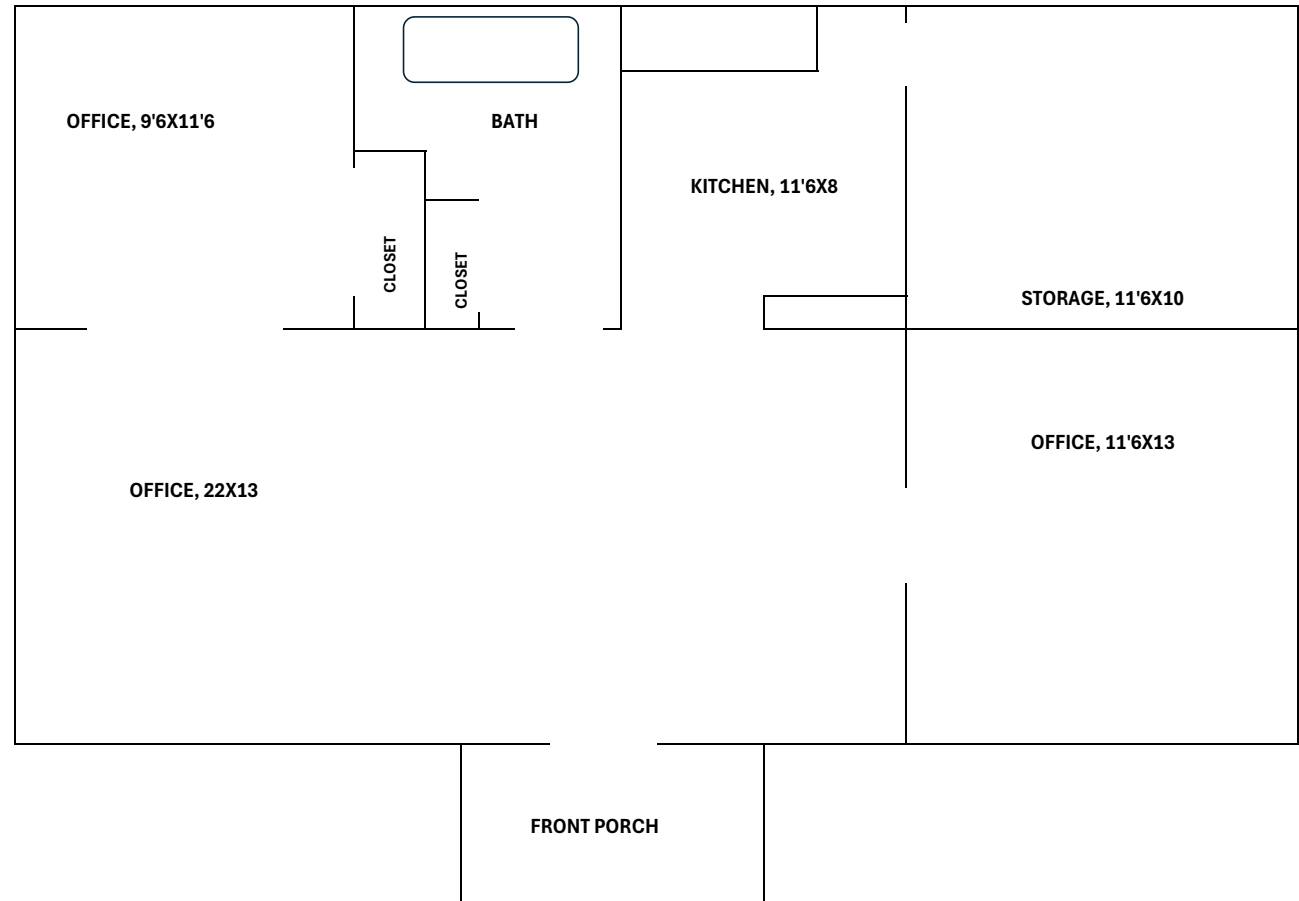 OFFICE, 9'6X11'6
BATH
KITCHEN, 11'6X8
CLOSET
CLOSET
STORAGE, 11'6X10
OFFICE, 11'6X13
OFFICE, 22X13
FRONT PORCH